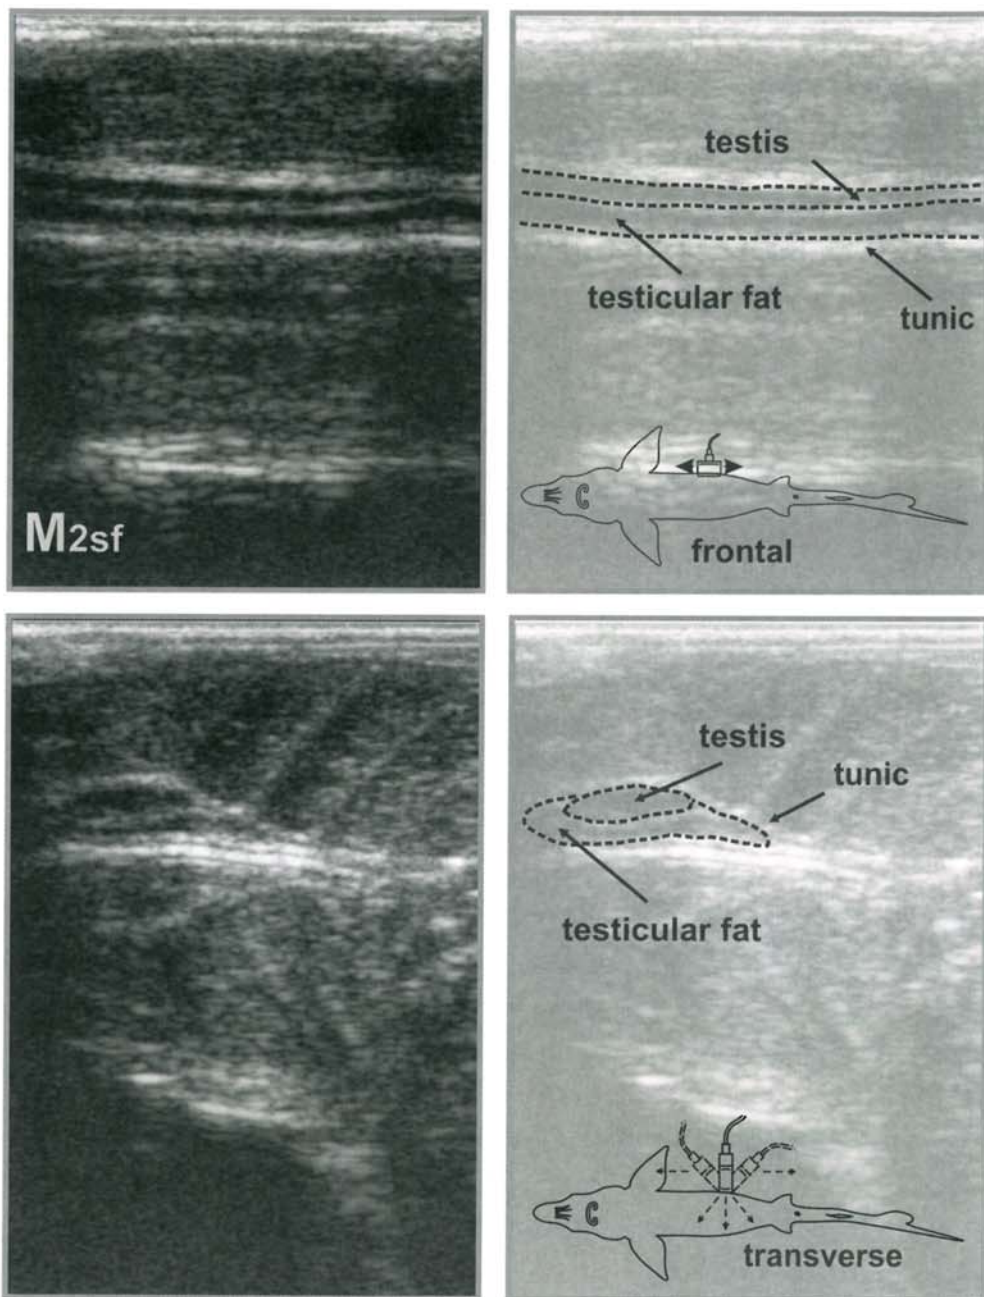 testis
testicular fat
tunic
M2sf
frontal
testis
tunic
testicular fat
transverse